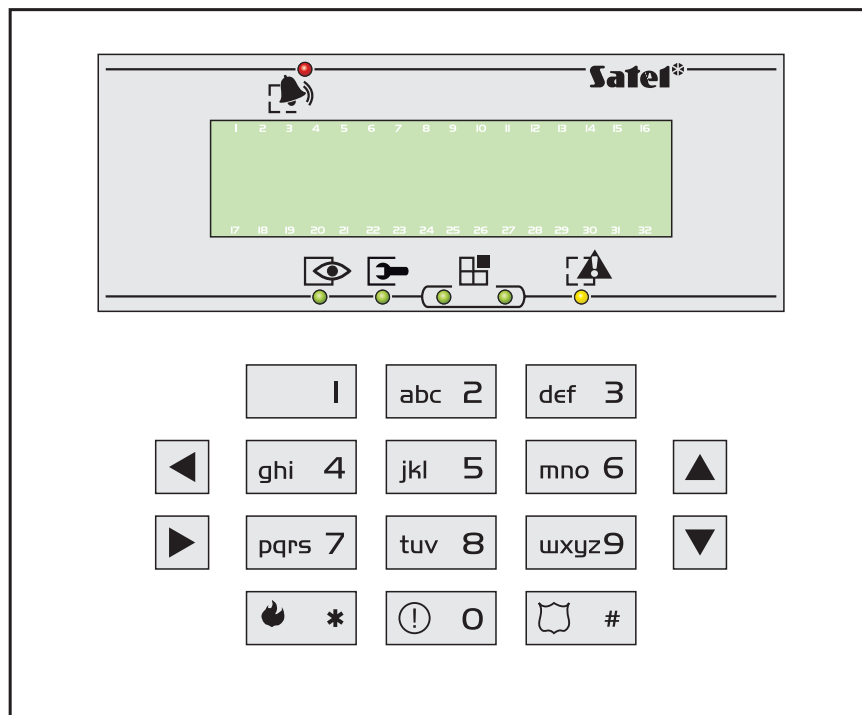 Satel
1 2 3 4 5 6 7 8 9 10 11 12 13 14 15 16
17 18 19 20 21 22 23 24 25 26 27 28 29 30 31 32
1 abc 2 def 3
ghi 4 jkl 5 mno 6
pqrs 7 tuv 8 wxyz 9
* ! 0 #